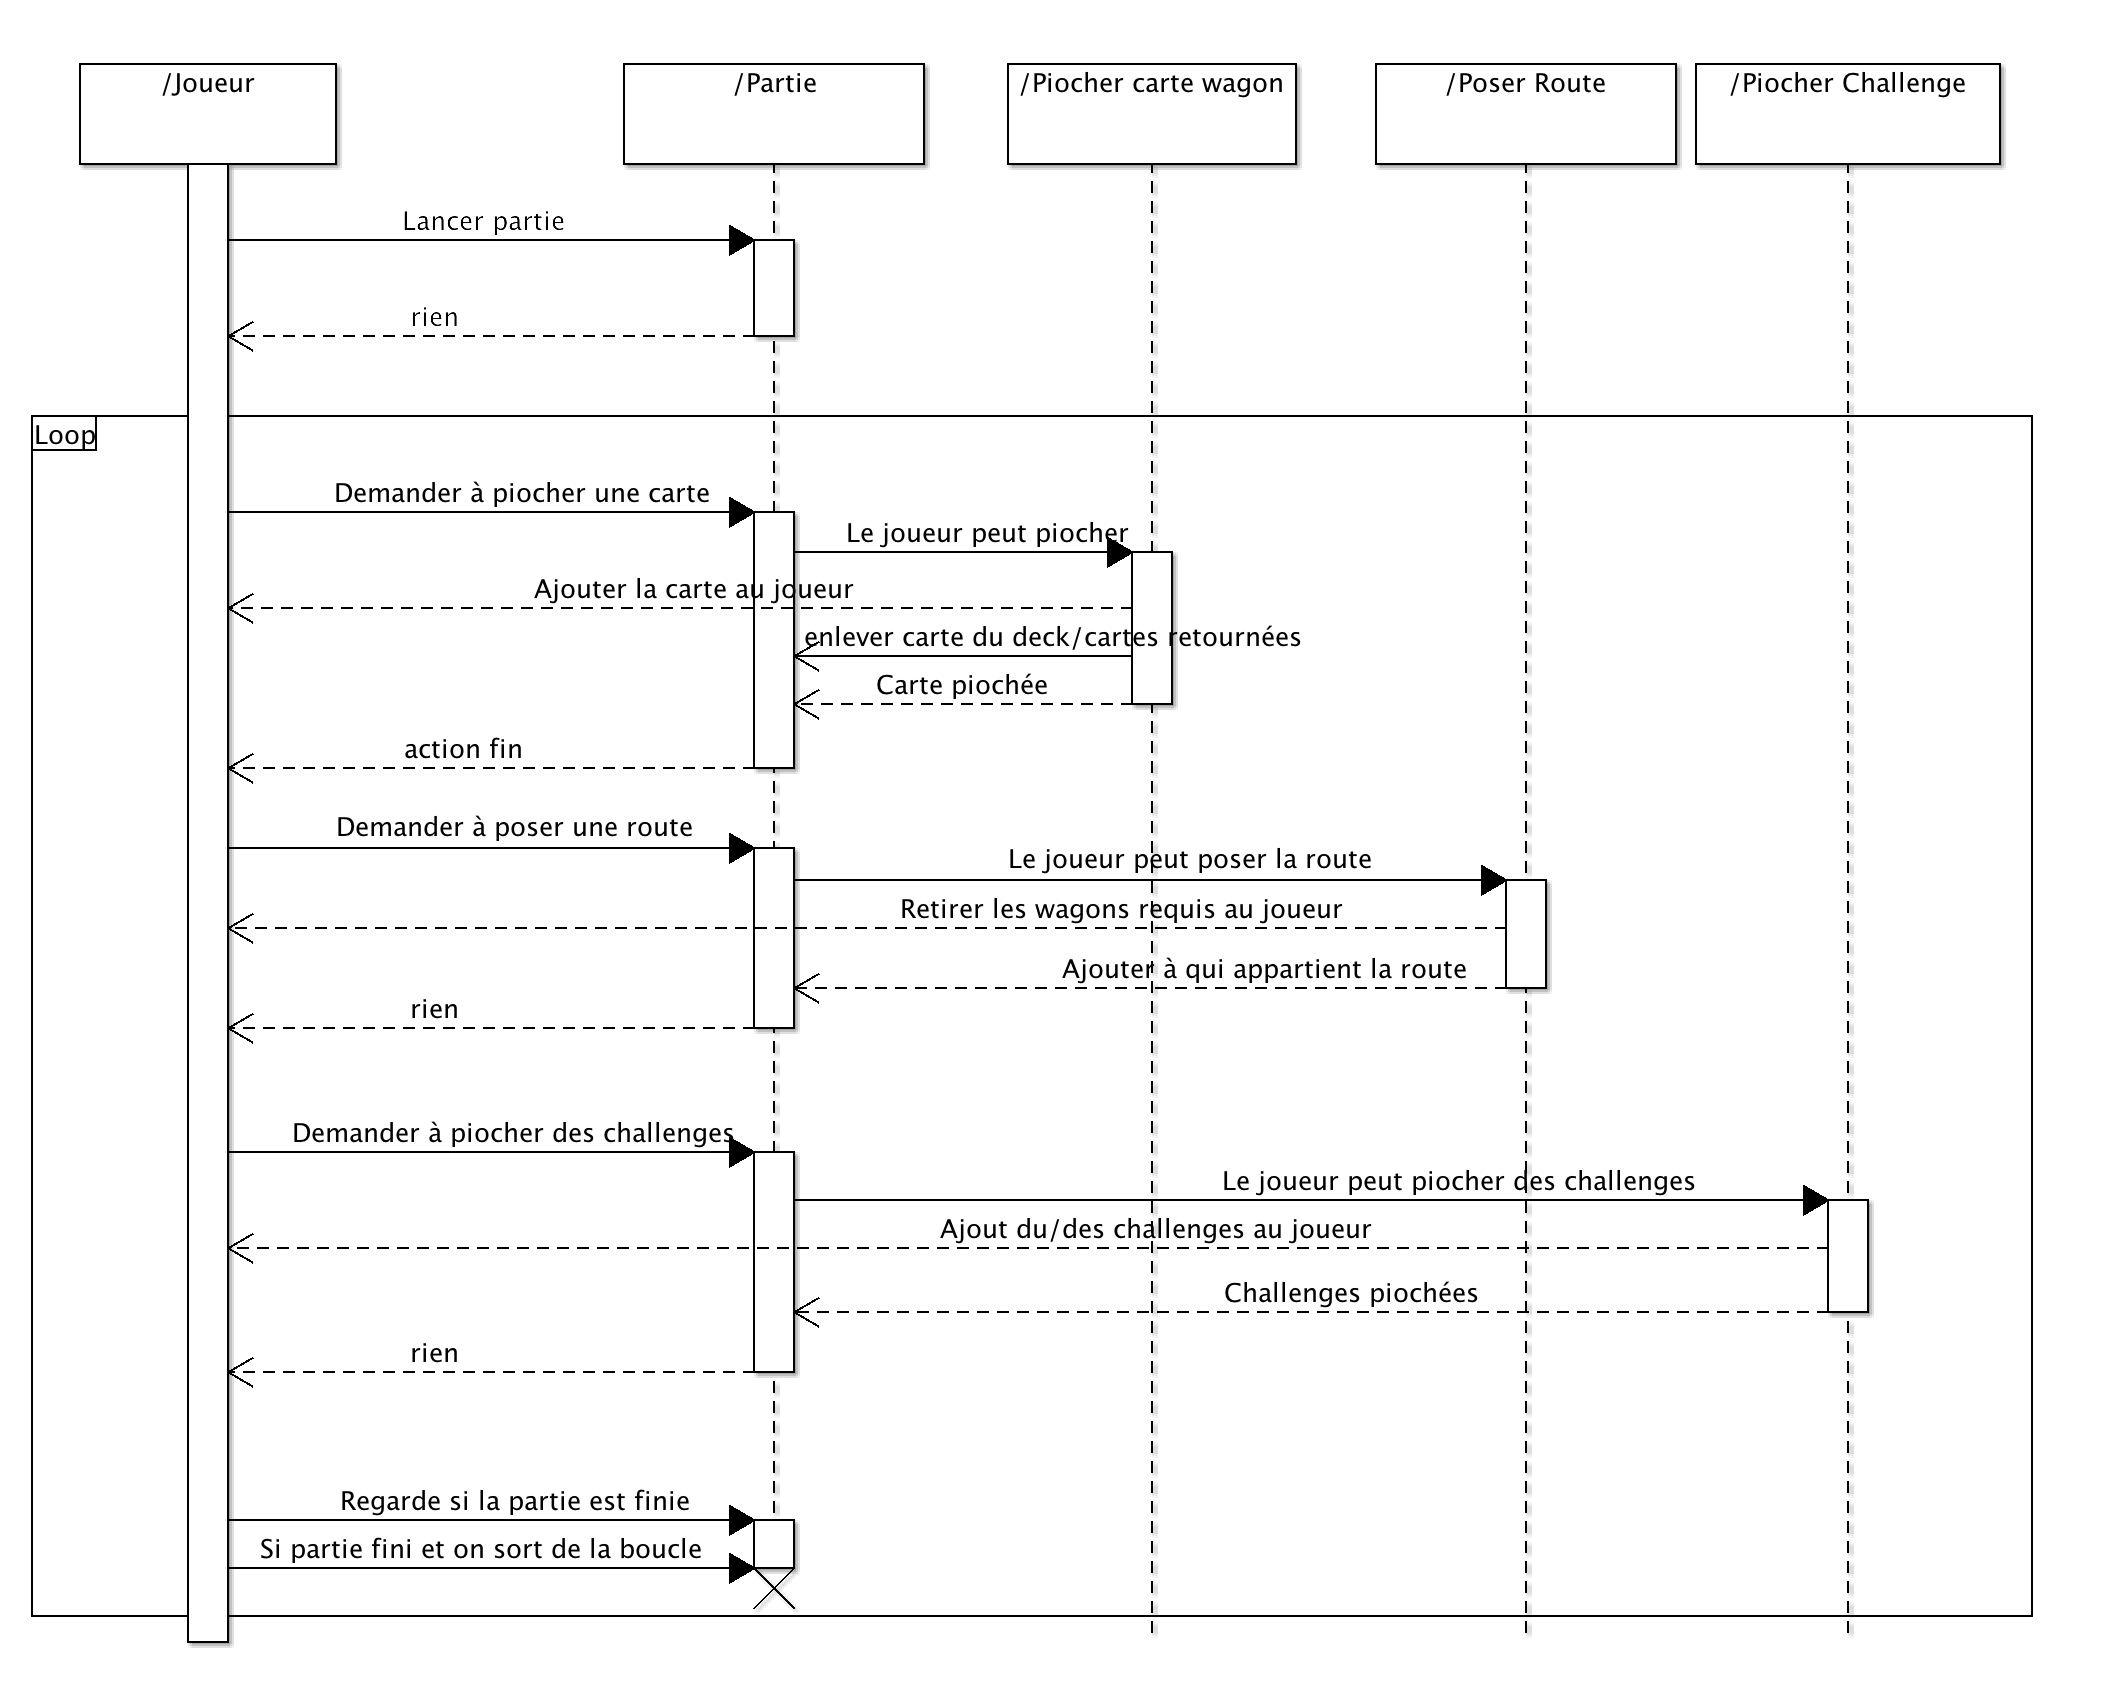 /Joueur
/Partie
/Piocher carte wagon
/Poser Route
/Piocher Challenge
Lancer partie
rien
Loop
Demander à piocher une carte
Le joueur peut piocher
Ajouter la carte au joueur
enlever carte du deck/cartes retournées
Carte piochée
action fin
Demander à poser une route
Le joueur peut poser la route
Retirer les wagons requis au joueur
Ajouter à qui appartient la route
rien
Demander à piocher des challenges
Le joueur peut piocher des challenges
Ajout du/des challenges au joueur
Challenges piochées
rien
Regarde si la partie est finie
Si partie fini et on sort de la boucle